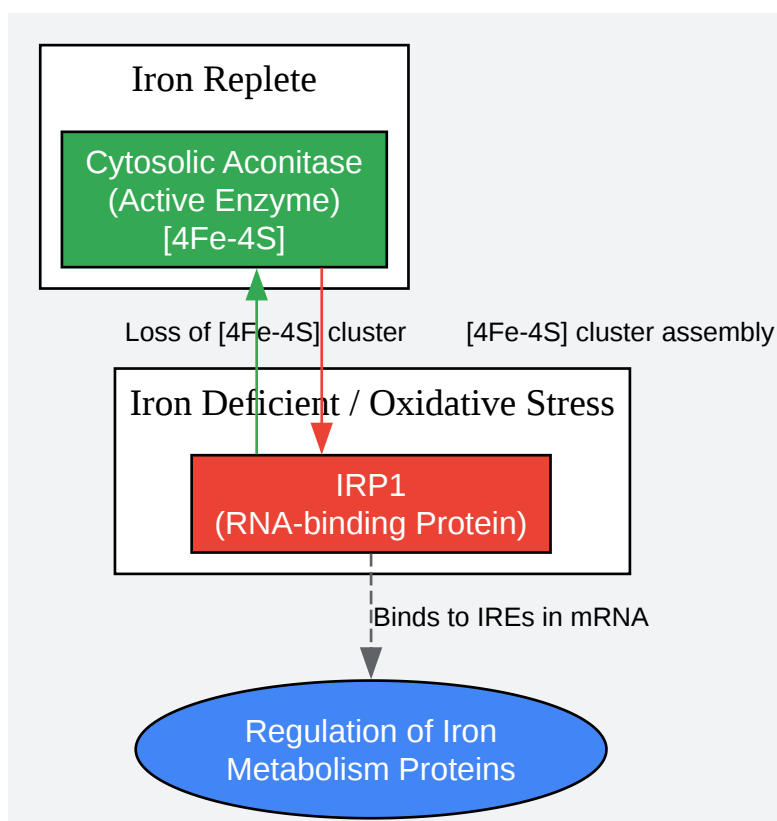 Iron Replete
Cytosolic Aconitase
(Active Enzyme)
[4Fe-4S]
Loss of [4Fe-4S] cluster
[4Fe-4S] cluster assembly
Iron Deficient / Oxidative Stress
IRP1
(RNA-binding Protein)
Binds to IREs in mRNA
Regulation of Iron
Metabolism Proteins